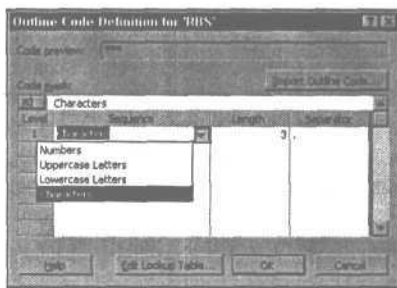 Outline Code Definition for 'RBS'
Code preview: ***
Code mask:
Import Outline Code...
Characters
Level Sequence Length Separator
1 Characters 3 .
Numbers
Uppercase Letters
Lowercase Letters
Characters
Help Edit Lookup Table... OK Cancel